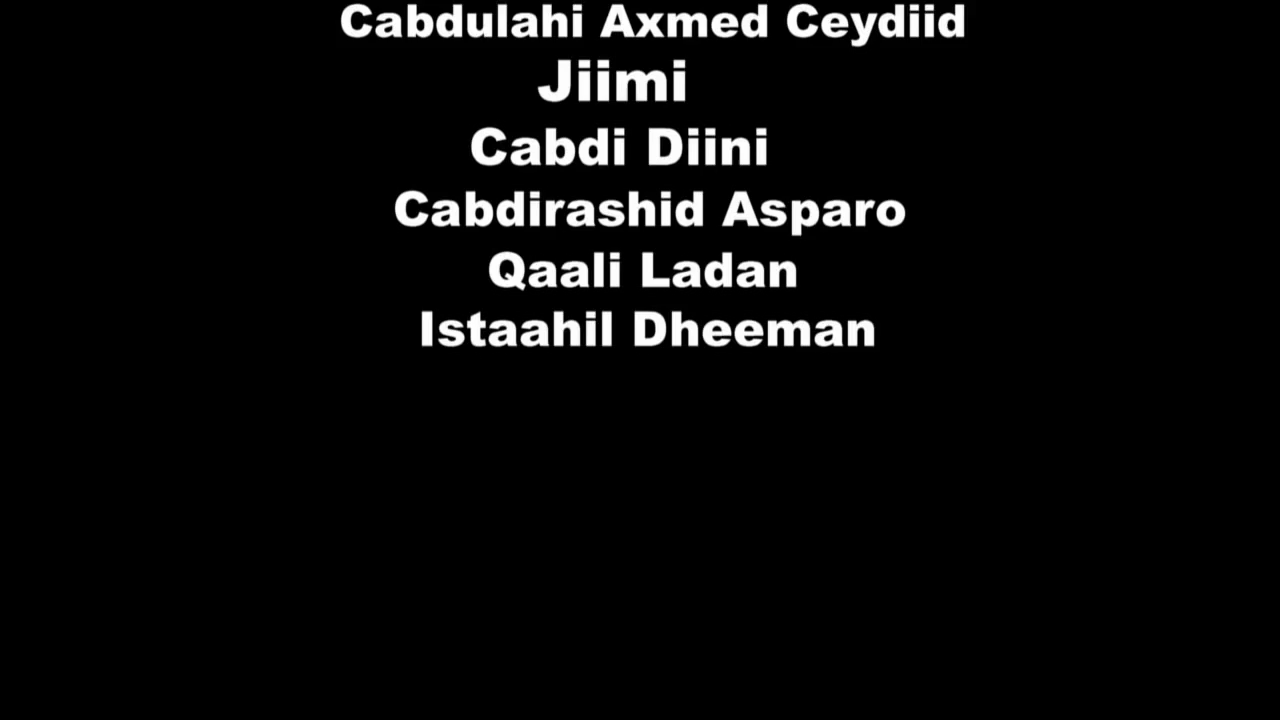 Cabdulahi Axmed Ceydiid
Jiimi
Cabdi Diini
Cabdirashid Asparo
Qaali Ladan
Istaahil Dheeman